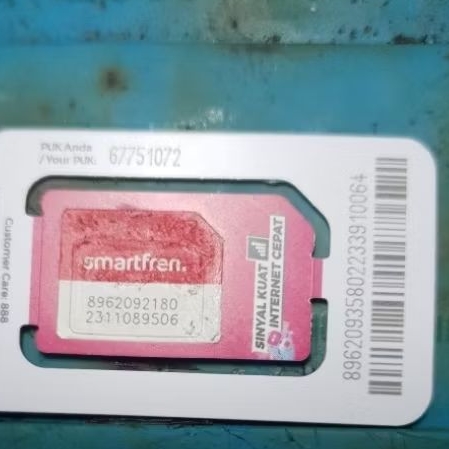 PUK Anda
/Your PUK: 67751072
smartfren.
8962092180
2311089506
SINYAL KUAT
INTERNET CEPAT
Customer Care: 888
89620935802233910064